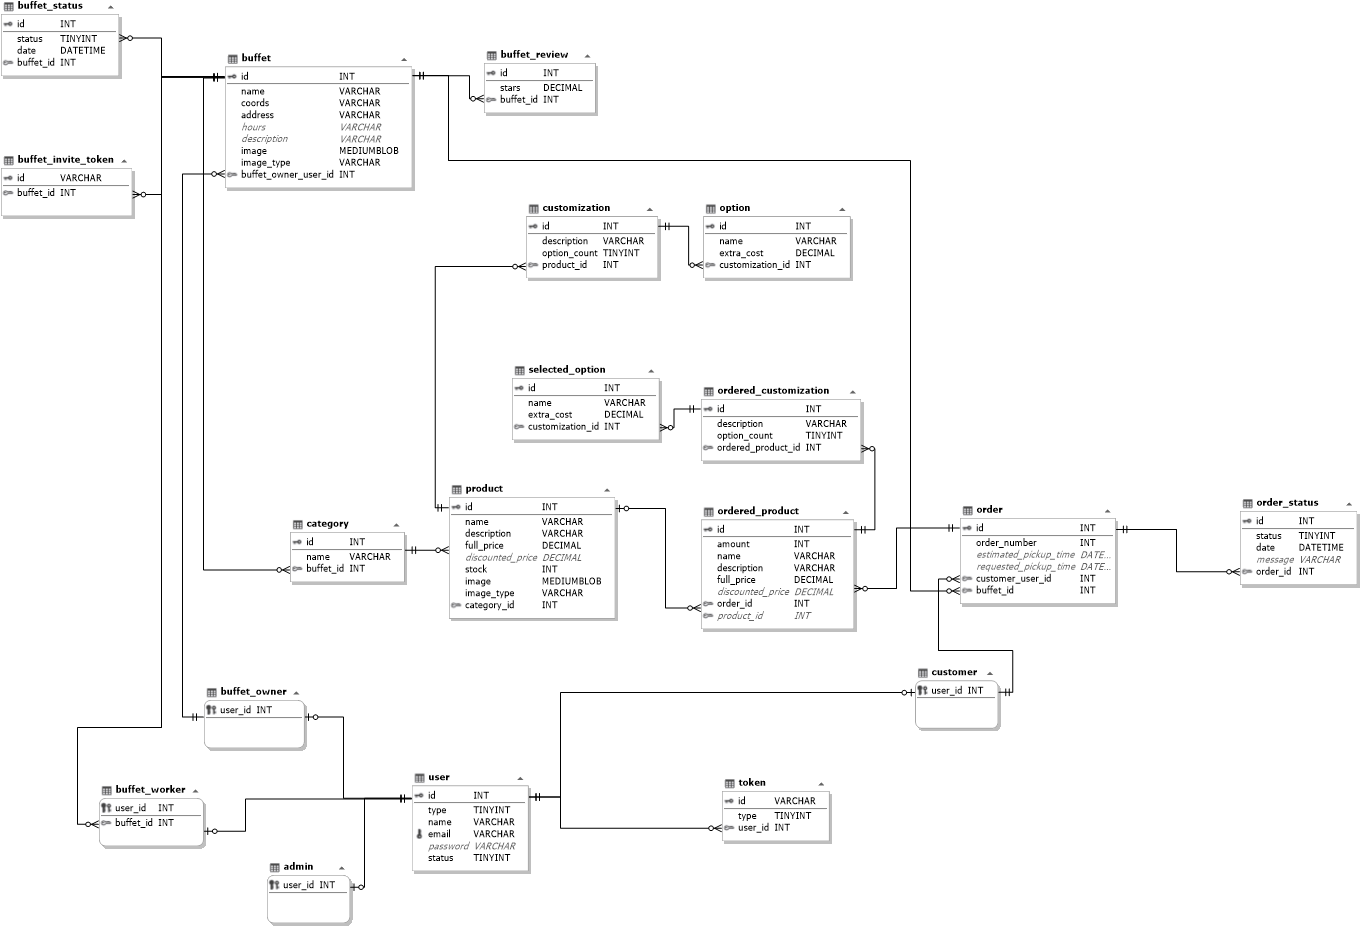 buffet_status
id INT
status TINYINT
date DATETIME
buffet_id INT
buffet
id INT
name VARCHAR
coords VARCHAR
address VARCHAR
hours VARCHAR
description VARCHAR
image MEDIUMBLOB
image_type VARCHAR
buffet_owner_user_id INT
buffet_review
id INT
stars DECIMAL
buffet_id INT
buffet_invite_token
id VARCHAR
buffet_id INT
customization
id INT
description VARCHAR
option_count TINYINT
product_id INT
option
id INT
name VARCHAR
extra_cost DECIMAL
customization_id INT
selected_option
id INT
name VARCHAR
extra_cost DECIMAL
customization_id INT
ordered_customization
id INT
description VARCHAR
option_count TINYINT
ordered_product_id INT
category
id INT
name VARCHAR
buffet_id INT
product
id INT
name VARCHAR
description VARCHAR
full_price DECIMAL
discounted_price DECIMAL
stock INT
image MEDIUMBLOB
image_type VARCHAR
category_id INT
ordered_product
id INT
amount INT
name VARCHAR
description VARCHAR
full_price DECIMAL
discounted_price DECIMAL
order_id INT
product_id INT
order
id INT
order_number INT
estimated_pickup_time DATE...
requested_pickup_time DATE...
customer_user_id INT
buffet_id INT
order_status
id INT
status TINYINT
date DATETIME
message VARCHAR
order_id INT
buffet_owner
user_id INT
customer
user_id INT
buffet_worker
user_id INT
buffet_id INT
user
id INT
type TINYINT
name VARCHAR
email VARCHAR
password VARCHAR
status TINYINT
token
id VARCHAR
type TINYINT
user_id INT
admin
user_id INT